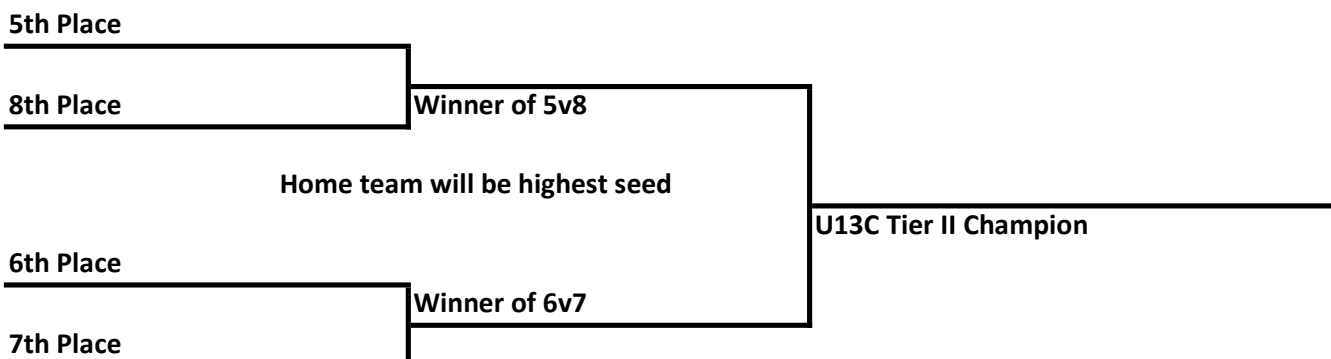 5th Place
8th Place
Winner of 5v8
Home team will be highest seed
U13C Tier II Champion
6th Place
Winner of 6v7
7th Place